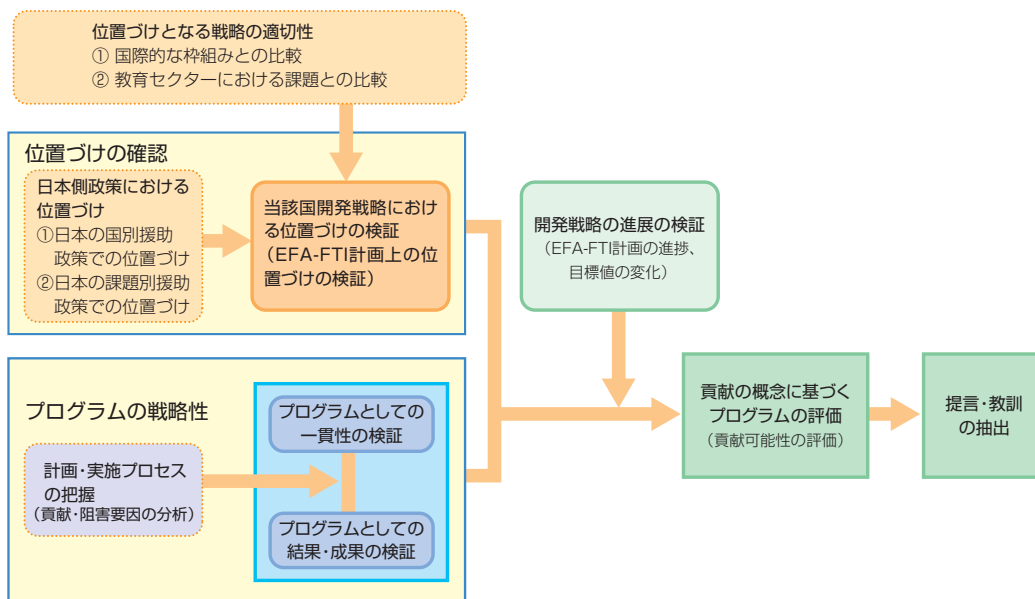 位置づけとなる戦略の適切性
① 国際的な枠組みとの比較
② 教育セクターにおける課題との比較
位置づけの確認
日本側政策における
位置づけ
①日本の国別援助
政策での位置づけ
②日本の課題別援助
政策での位置づけ
当該国開発戦略におけ
る位置づけの検証
(EFA-FTI計画上の位
置づけの検証)
開発戦略の進展の検証
(EFA-FTI計画の進捗、
目標値の変化)
プログラムの戦略性
計画・実施プロセス
の把握
(貢献・阻害要因の分析)
プログラムとしての
一貫性の検証
プログラムとしての
結果・成果の検証
貢献の概念に基づく
プログラムの評価
(貢献可能性の評価)
提言・教訓
の抽出